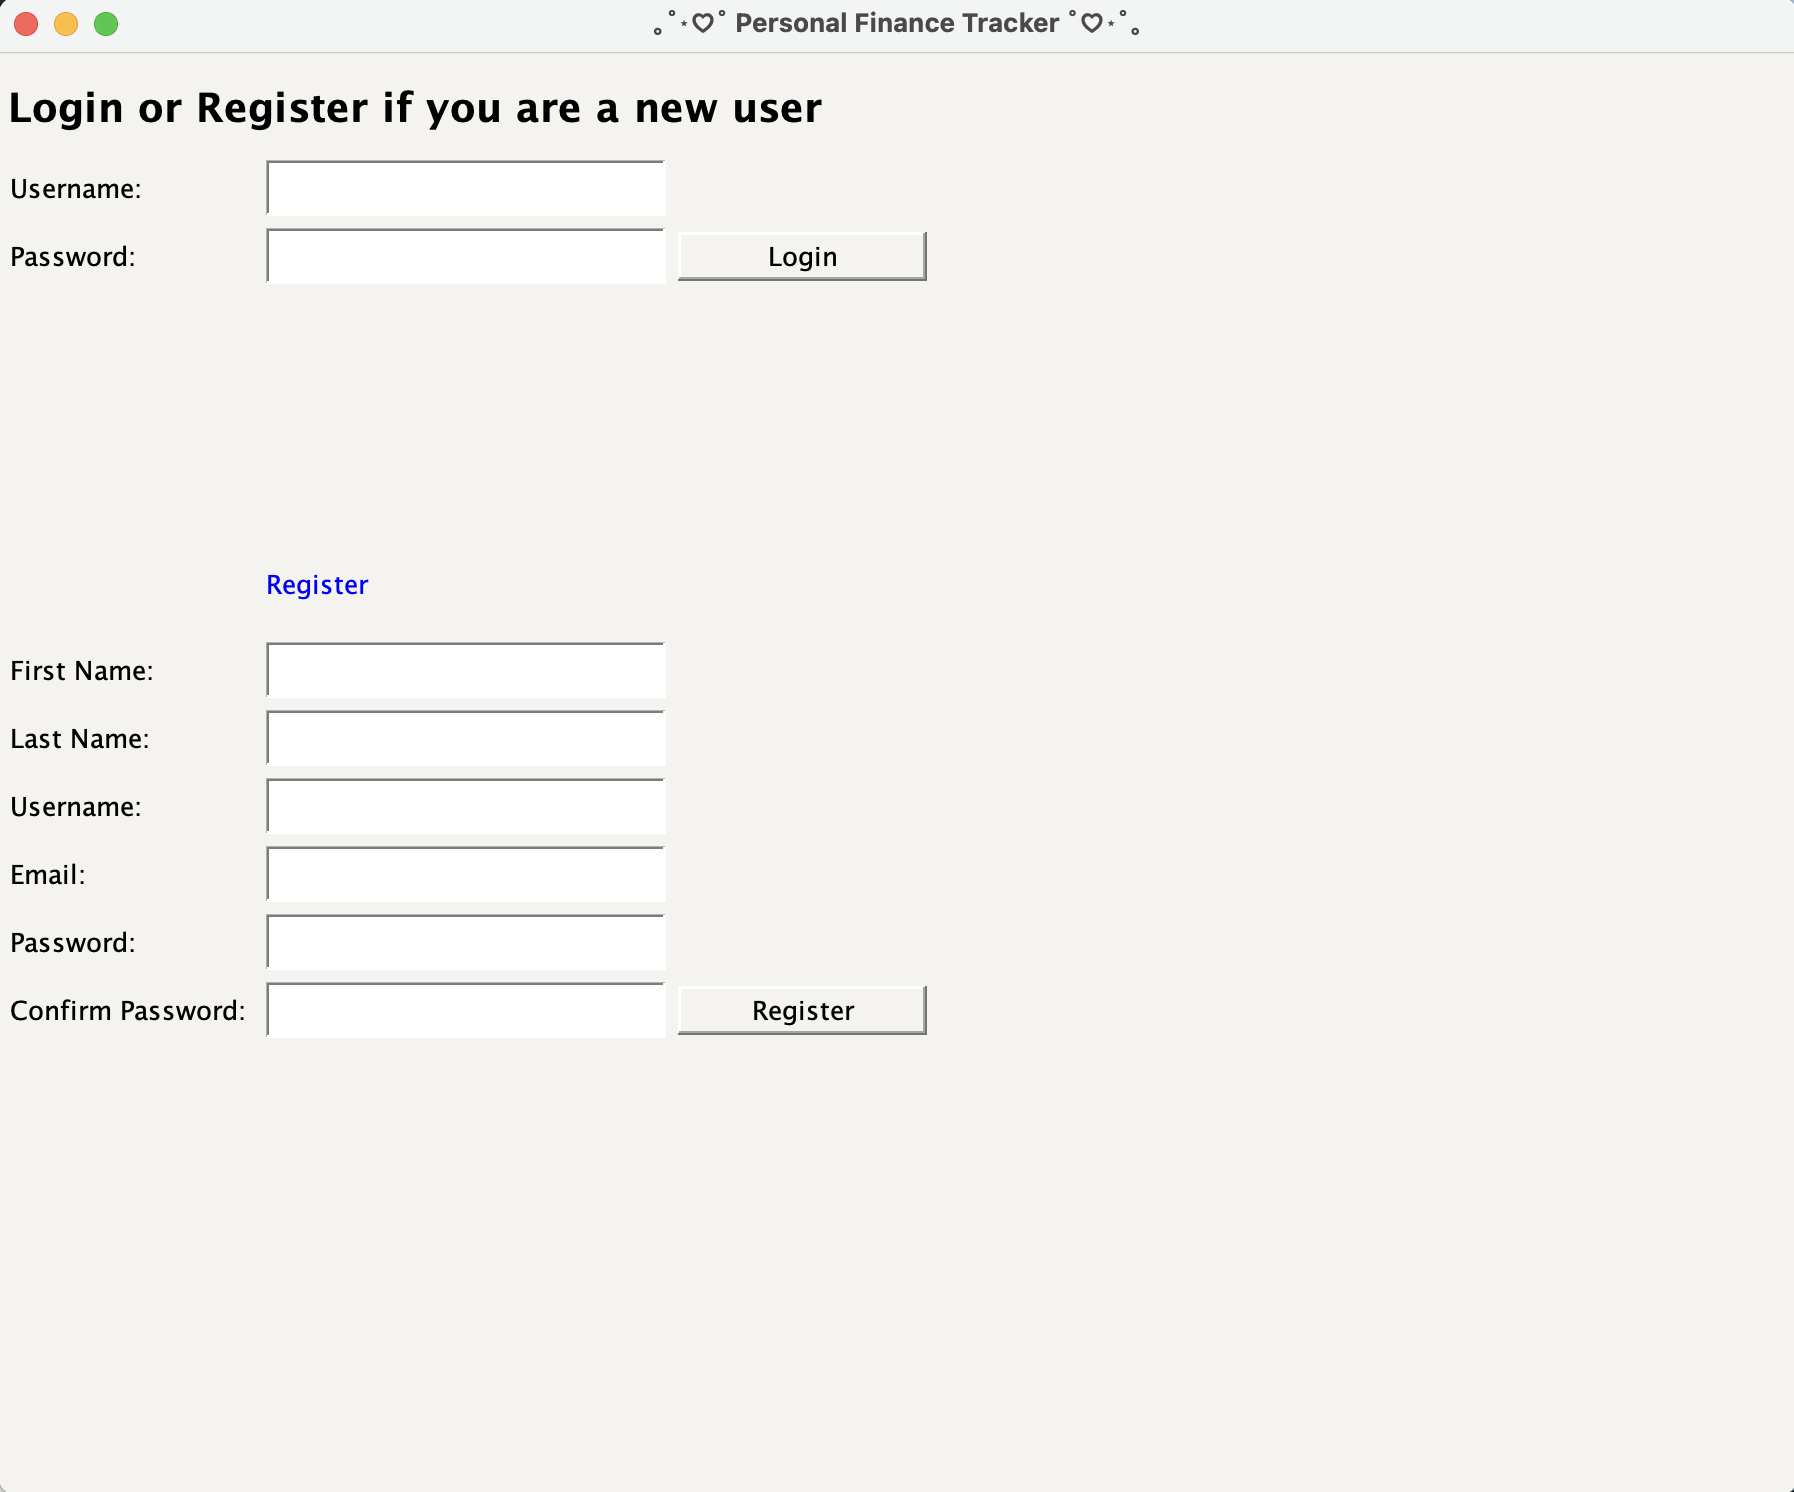 ｡ﾟ⋆♡ﾟ Personal Finance Tracker ﾟ♡⋆ﾟ｡
Login or Register if you are a new user
Username:
Password:
Login
Register
First Name:
Last Name:
Username:
Email:
Password:
Confirm Password:
Register